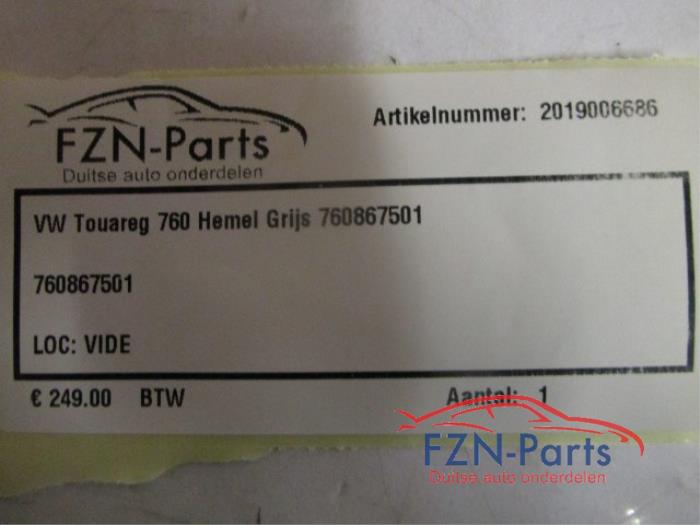 FZN-Parts
Duitse auto onderdelen
Artikelnummer: 2019006686
VW Touareg 760 Hemel Grijs 760867501
760867501
LOC: VIDE
€ 249.00 BTW Aantal: 1
FZN-Parts
Duitse auto onderdelen